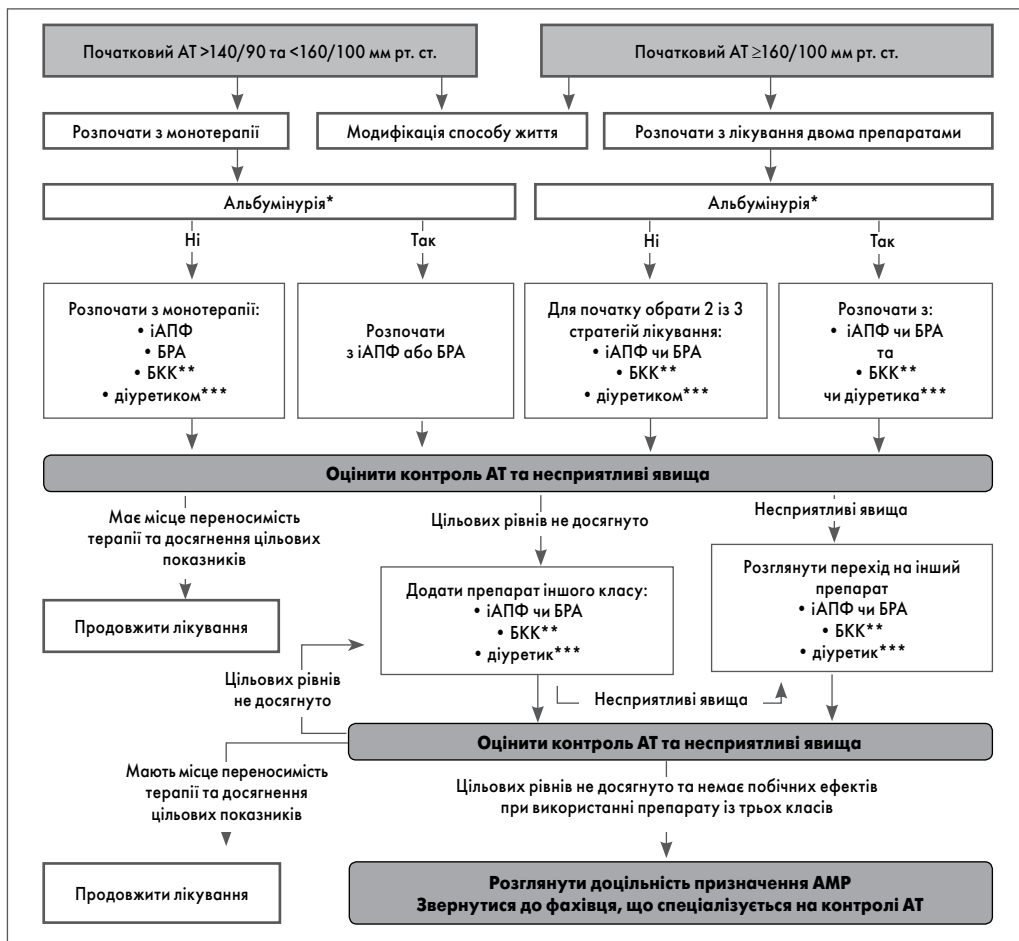 Початковий АТ >140/90 та <160/100 мм рт. ст.
Початковий АТ ≥160/100 мм рт. ст.
Розпочати з монотерапії
Модифікація способу життя
Розпочати з лікування двома препаратами
Альбумінурія*
Альбумінурія*
Ні
Так
Ні
Так
Розпочати з монотерапії:
• іАПФ
• БРА
• БКК**
• діуретиком***
Розпочати
з іАПФ або БРА
Для початку обрати 2 із 3
стратегій лікування:
• іАПФ чи БРА
• БКК**
• діуретиком***
Розпочати з:
• іАПФ чи БРА
та
• БКК**
чи діуретика***
Оцінити контроль АТ та несприятливі явища
Має місце переносимість
терапії та досягнення цільових
показників
Цільових рівнів не досягнуто
Несприятливі явища
Продовжити лікування
Додати препарат іншого класу:
• іАПФ чи БРА
• БКК**
• діуретик***
Розглянути перехід на інший
препарат
• іАПФ чи БРА
• БКК**
• діуретик***
Цільових рівнів
не досягнуто
Несприятливі явища
Оцінити контроль АТ та несприятливі явища
Мають місце переносимість
терапії та досягнення
цільових показників
Цільових рівнів не досягнуто та немає побічних ефектів
при використанні препарату із трьох класів
Продовжити лікування
Розглянути доцільність призначення АМР
Звернутися до фахівця, що спеціалізується на контролі АТ